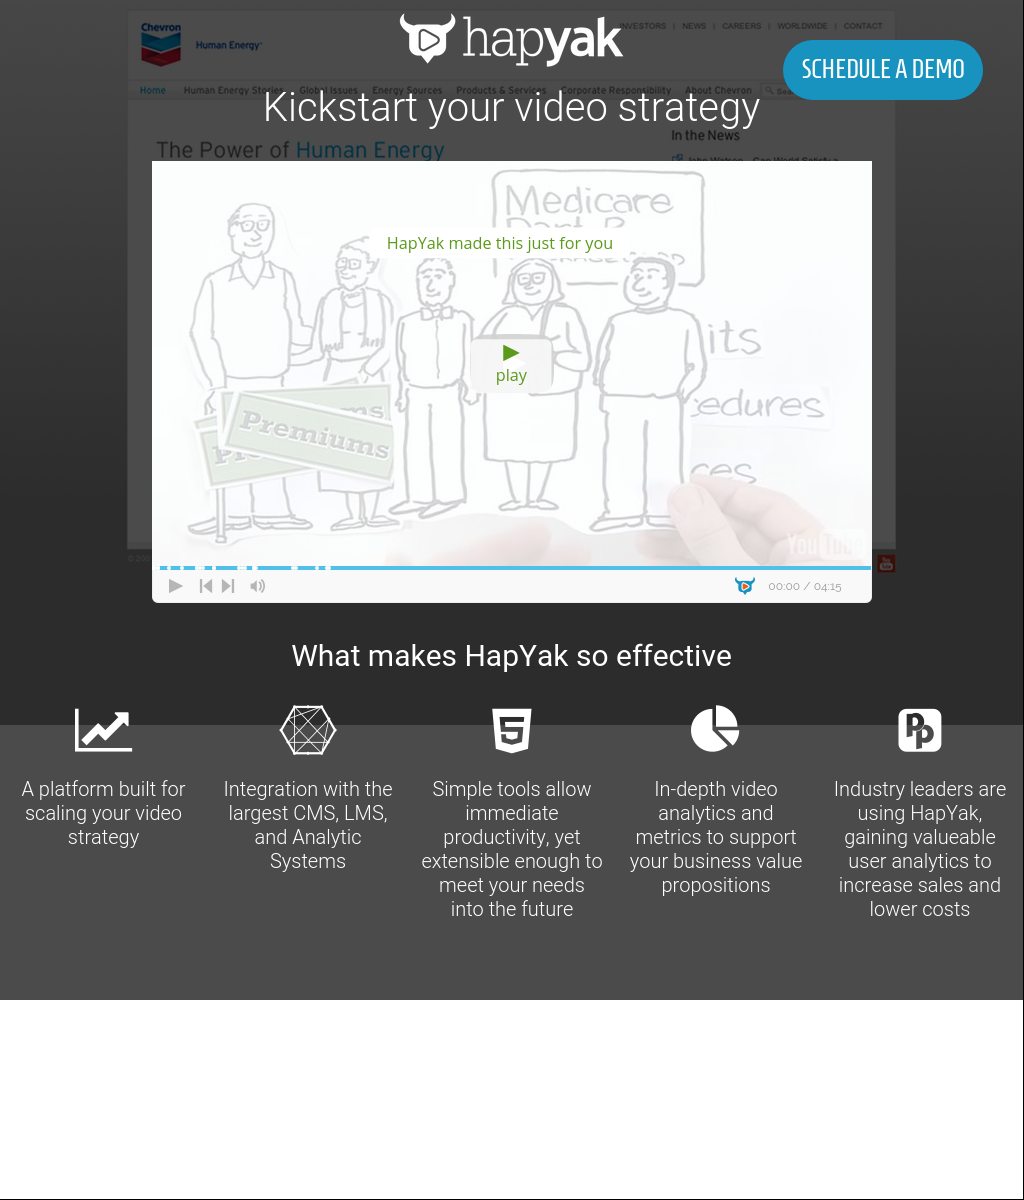 Chevron
Human Energy
INVESTORS | NEWS | CAREERS | WORLDWIDE | CONTACT
hapyak
SCHEDULE A DEMO
Home Human Energy Stories Global Issues Energy Sources Products & Services Corporate Responsibility About Chevron
Kickstart your video strategy
In the News
The Power of Human Energy
Medicare
Part B
HapYak made this just for you
play
Premiums
edures
YouTube
00:00 / 04:15
What makes HapYak so effective
A platform built for
scaling your video
strategy
Integration with the
largest CMS, LMS,
and Analytic
Systems
Simple tools allow
immediate
productivity, yet
extensible enough to
meet your needs
into the future
In-depth video
analytics and
metrics to support
your business value
propositions
Industry leaders are
using HapYak,
gaining valueable
user analytics to
increase sales and
lower costs